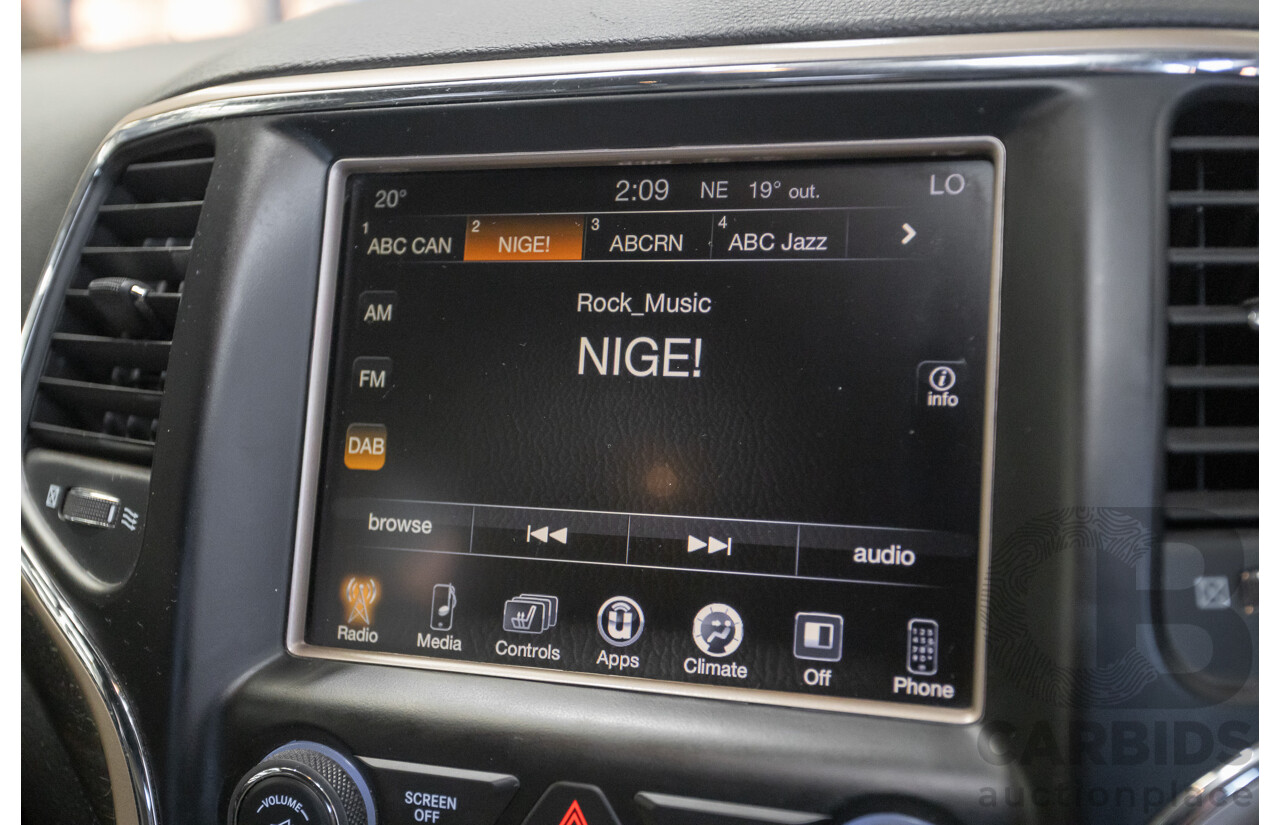 20° 2:09 NE 19° out. LO
1 ABC CAN 2 NIGE! 3 ABCRN 4 ABC Jazz
Rock_Music
NIGE!
AM
FM
DAB
info
browse audio
Radio Media Controls Apps Climate Off Phone
VOLUME
SCREEN
OFF
CB
CARBIDS
auctionplace